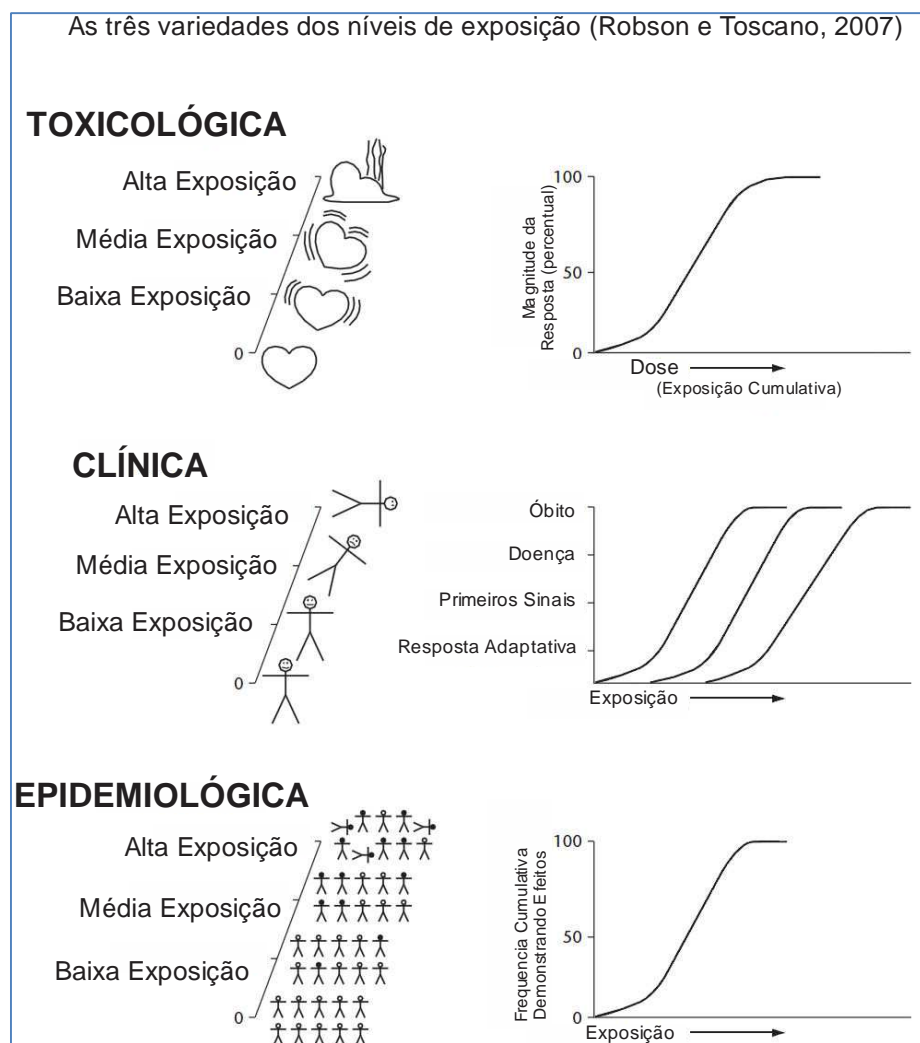 As três variedades dos níveis de exposição (Robson e Toscano, 2007)
TOXICOLÓGICA
Alta Exposição
Média Exposição
Baixa Exposição
0
100
50
0
Magnitude da
Resposta (percentual)
Dose
(Exposição Cumulativa)
CLÍNICA
Alta Exposição
Média Exposição
Baixa Exposição
0
Óbito
Doença
Primeiros Sinais
Resposta Adaptativa
Exposição
EPIDEMIOLÓGICA
Alta Exposição
Média Exposição
Baixa Exposição
0
100
50
0
Frequencia Cumulativa
Demonstrando Efeitos
Exposição